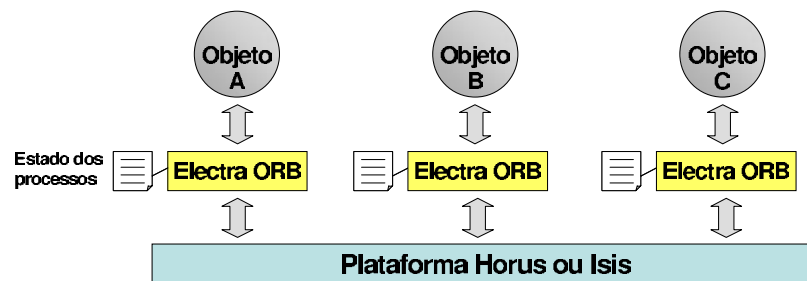 Objeto
A
Objeto
B
Objeto
C
Estado dos
processos
Electra ORB
Electra ORB
Electra ORB
Plataforma Horus ou Isis